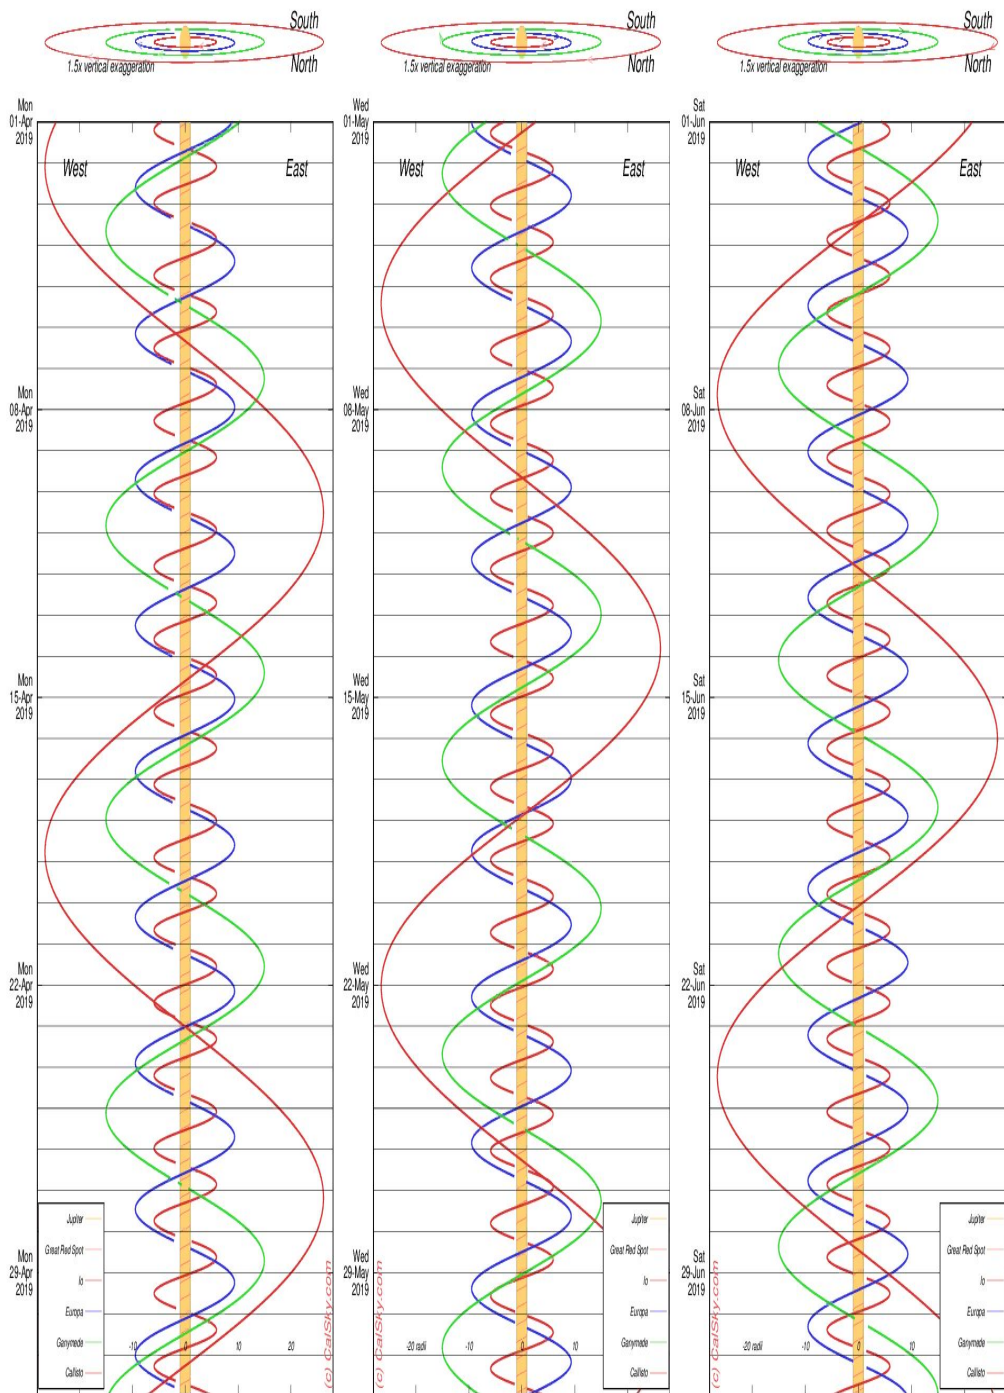 South
North
1.5x vertical exaggeration
South
North
1.5x vertical exaggeration
South
North
1.5x vertical exaggeration
Mon
01-Apr
2019
West
East
Mon
08-Apr
2019
Mon
15-Apr
2019
Mon
22-Apr
2019
Mon
29-Apr
2019
Jupiter
Great Red Spot
Io
Europa
Ganymede
Callisto
-10
0
10
20
(c) CalSky.com
Wed
01-May
2019
West
East
Wed
08-May
2019
Wed
15-May
2019
Wed
22-May
2019
Wed
29-May
2019
(c) CalSky.com
-20 radii
-10
0
10
Jupiter
Great Red Spot
Io
Europa
Ganymede
Callisto
Sat
01-Jun
2019
West
East
Sat
08-Jun
2019
Sat
15-Jun
2019
Sat
22-Jun
2019
Sat
29-Jun
2019
(c) CalSky.com
-20 radii
-10
0
10
Jupiter
Great Red Spot
Io
Europa
Ganymede
Callisto